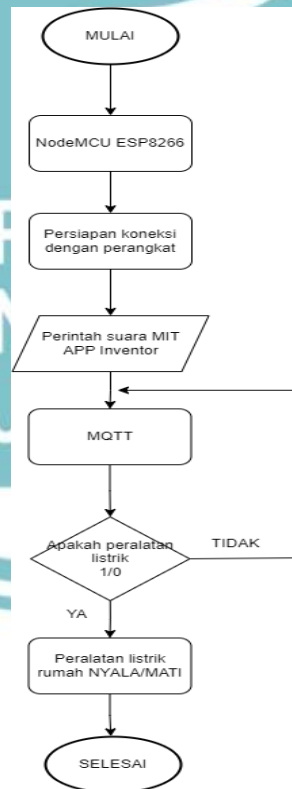 MULAI
NodeMCU ESP8266
Persiapan koneksi
dengan perangkat
Perintah suara MIT
APP Inventor
MQTT
Apakah peralatan
listrik
1/0
TIDAK
YA
Peralatan listrik
rumah NYALA/MATI
SELESAI